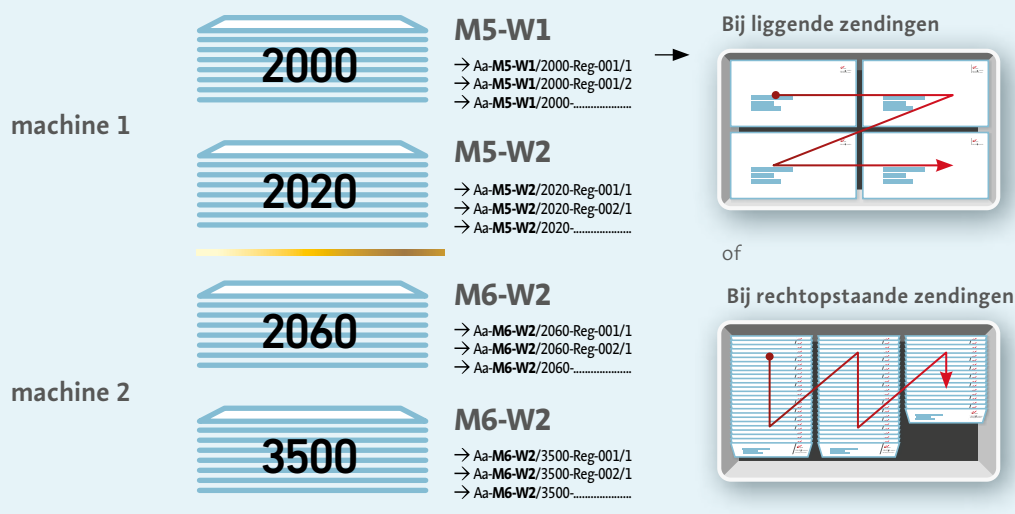 machine 1
2000
M5-W1
→ Aa-M5-W1/2000-Reg-001/1
→ Aa-M5-W1/2000-Reg-001/2
→ Aa-M5-W1/2000-....................
2020
M5-W2
→ Aa-M5-W2/2020-Reg-001/1
→ Aa-M5-W2/2020-Reg-002/1
→ Aa-M5-W2/2020-....................
machine 2
2060
M6-W2
→ Aa-M6-W2/2060-Reg-001/1
→ Aa-M6-W2/2060-Reg-002/1
→ Aa-M6-W2/2060-....................
3500
M6-W2
→ Aa-M6-W2/3500-Reg-001/1
→ Aa-M6-W2/3500-Reg-002/1
→ Aa-M6-W2/3500-....................
Bij liggende zendingen
of
Bij rechtopstaande zendingen